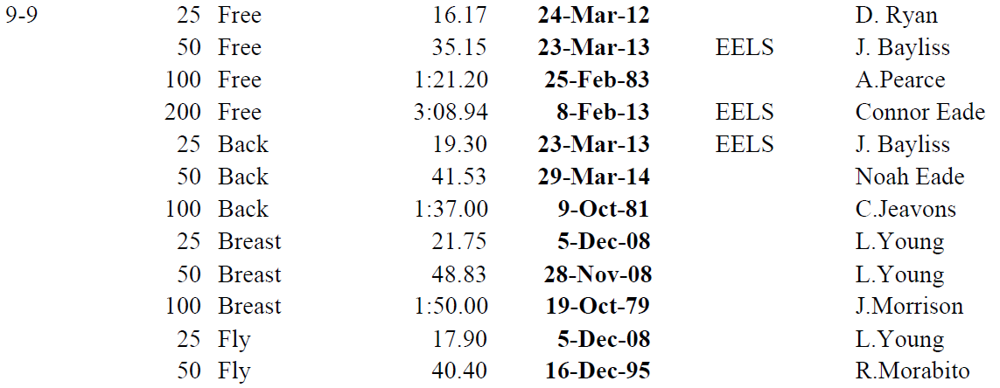 9-9 25 Free 16.17 24-Mar-12 D. Ryan
50 Free 35.15 23-Mar-13 EELS J. Bayliss
100 Free 1:21.20 25-Feb-83 A.Pearce
200 Free 3:08.94 8-Feb-13 EELS Connor Eade
25 Back 19.30 23-Mar-13 EELS J. Bayliss
50 Back 41.53 29-Mar-14 Noah Eade
100 Back 1:37.00 9-Oct-81 C.Jeavons
25 Breast 21.75 5-Dec-08 L.Young
50 Breast 48.83 28-Nov-08 L.Young
100 Breast 1:50.00 19-Oct-79 J.Morrison
25 Fly 17.90 5-Dec-08 L.Young
50 Fly 40.40 16-Dec-95 R.Morabito